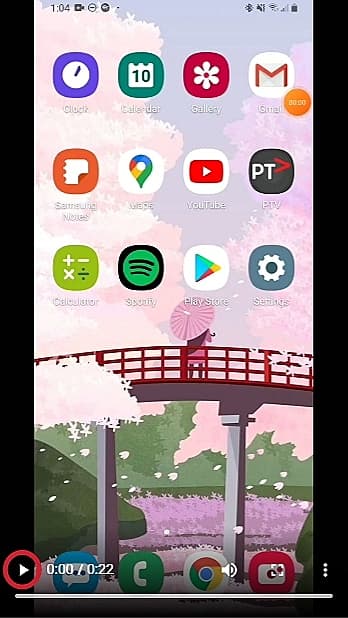 1:04
10
Clock Calendar Gallery Gmail
00:00
PT>
Samsung Maps YouTube PTV
Notes
Calculator Spotify Play Store Settings
0:00 / 0:22